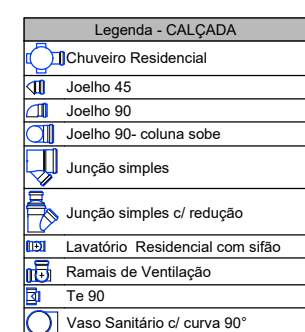 Legenda - CALÇADA
Chuveiro Residencial
Joelho 45
Joelho 90
Joelho 90- coluna sobe
Junção simples
Junção simples c/ redução
Lavatório Residencial com sifão
Ramais de Ventilação
Te 90
Vaso Sanitário c/ curva 90°